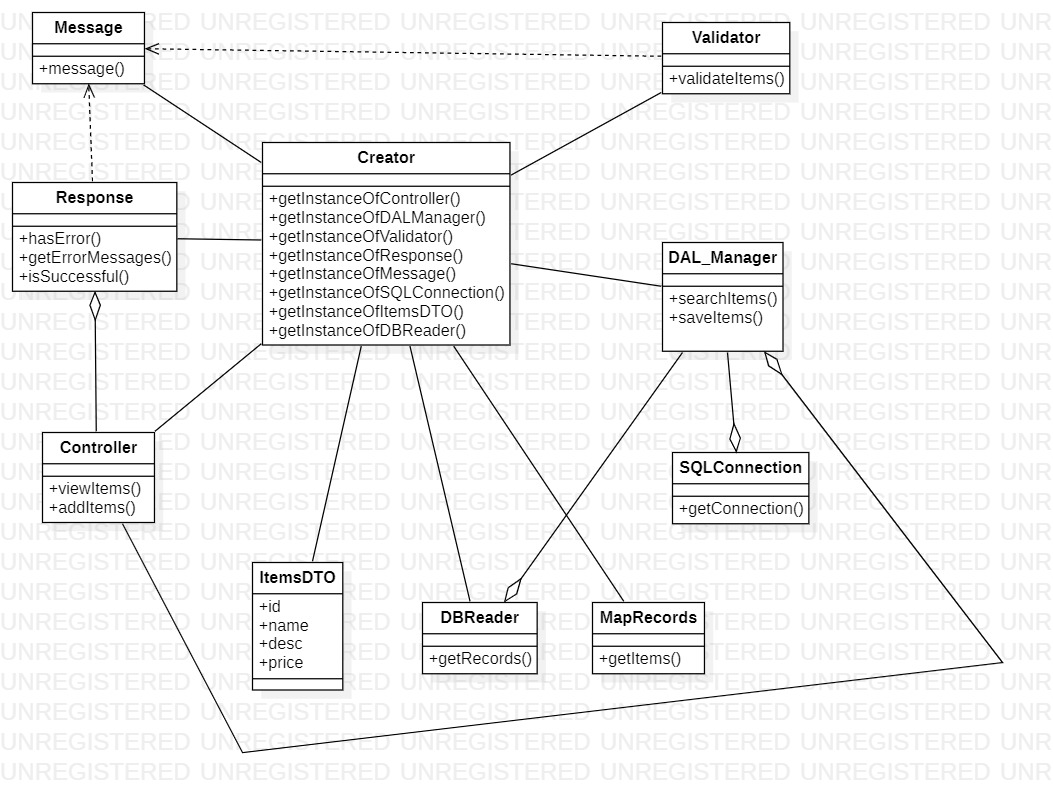 Message
+message()
Validator
+validateItems()
Creator
+getInstanceOfController()
+getInstanceOfDALManager()
+getInstanceOfValidator()
+getInstanceOfResponse()
+getInstanceOfMessage()
+getInstanceOfSQLConnection()
+getInstanceOfItemsDTO()
+getInstanceOfDBReader()
Response
+hasError()
+getErrorMessages()
+isSuccessful()
DAL_Manager
+searchItems()
+saveItems()
Controller
+viewItems()
+addItems()
SQLConnection
+getConnection()
ItemsDTO
+id
+name
+desc
+price
DBReader
+getRecords()
MapRecords
+getItems()
UNREGISTERED